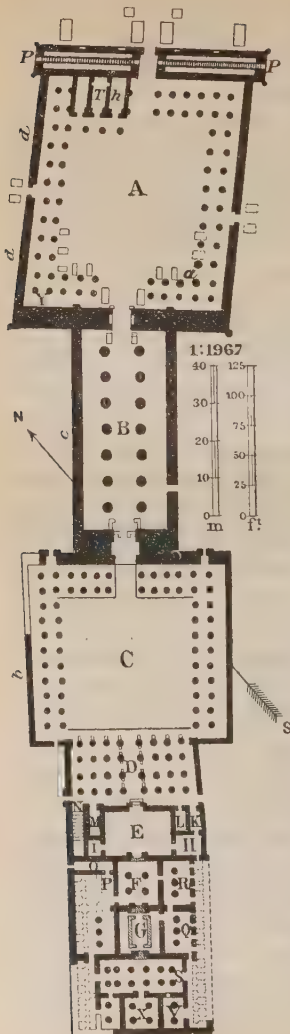 P P
T h
d
A
d
a
Y
1:1967
40 125
30 100
75
20
50
10 25
0 0
m ft
N
c
B
b
C
S
D
N M L K
E
I H
O
P F R
G Q
X V